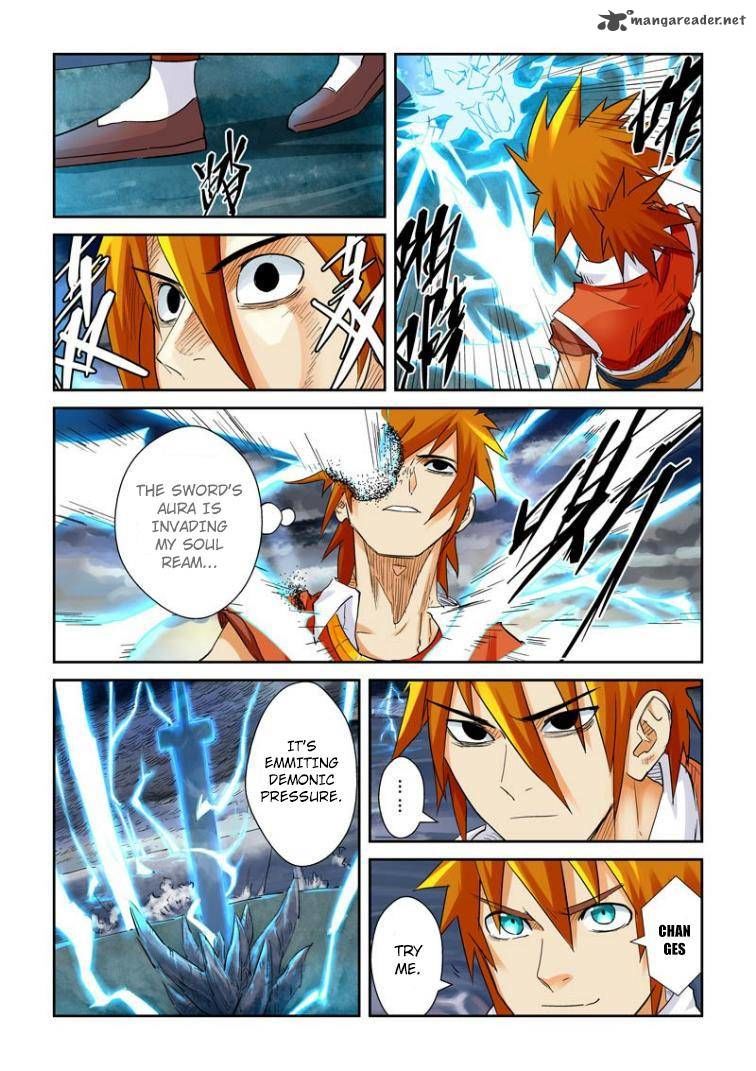 mangareader.net
THE SWORD'S
AURA IS
INVADING
MY SOUL
REAM...
IT'S
EMMITING
DEMONIC
PRESSURE.
......
CHAN
GES
TRY
ME.